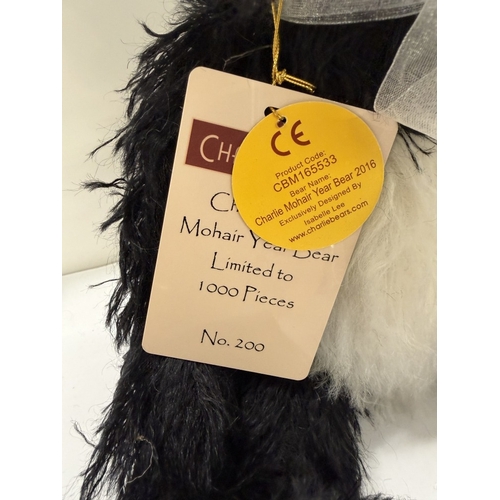 CE
Product Code:
CBM165533
Bear Name:
Charlie Mohair Year Bear 2016
Exclusively Designed By
Isabelle Lee
www.charliebears.com
CH
Ch
Mohair Year Bear
Limited to
1000 Pieces
No. 200